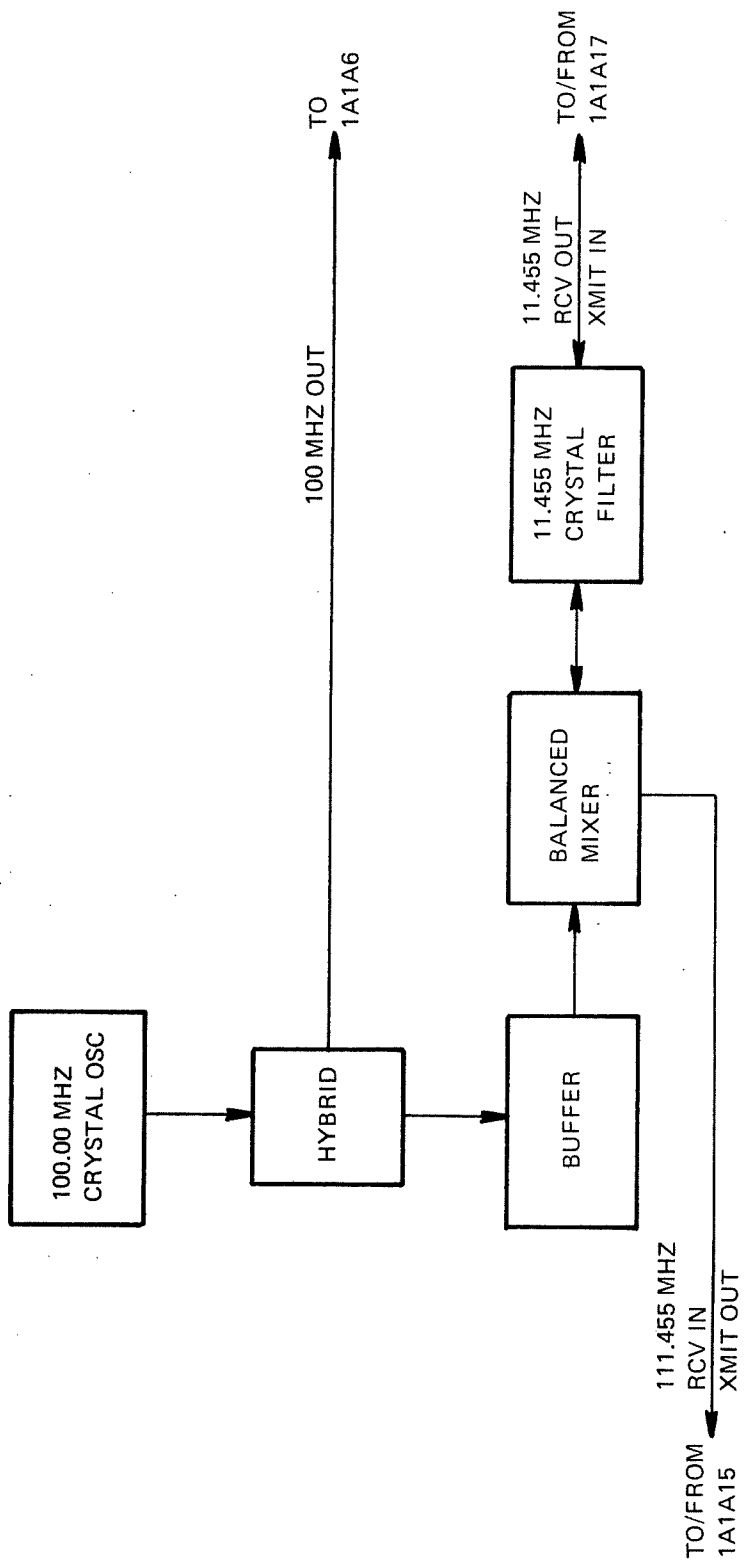 100.00 MHZ
CRYSTAL OSC
HYBRID
100 MHZ OUT
TO
1A1A6
BUFFER
BALANCED
MIXER
11.455 MHZ
CRYSTAL
FILTER
11.455 MHZ
RCV OUT
XMIT IN
TO/FROM
1A1A17
111.455 MHZ
RCV IN
XMIT OUT
TO/FROM
1A1A15